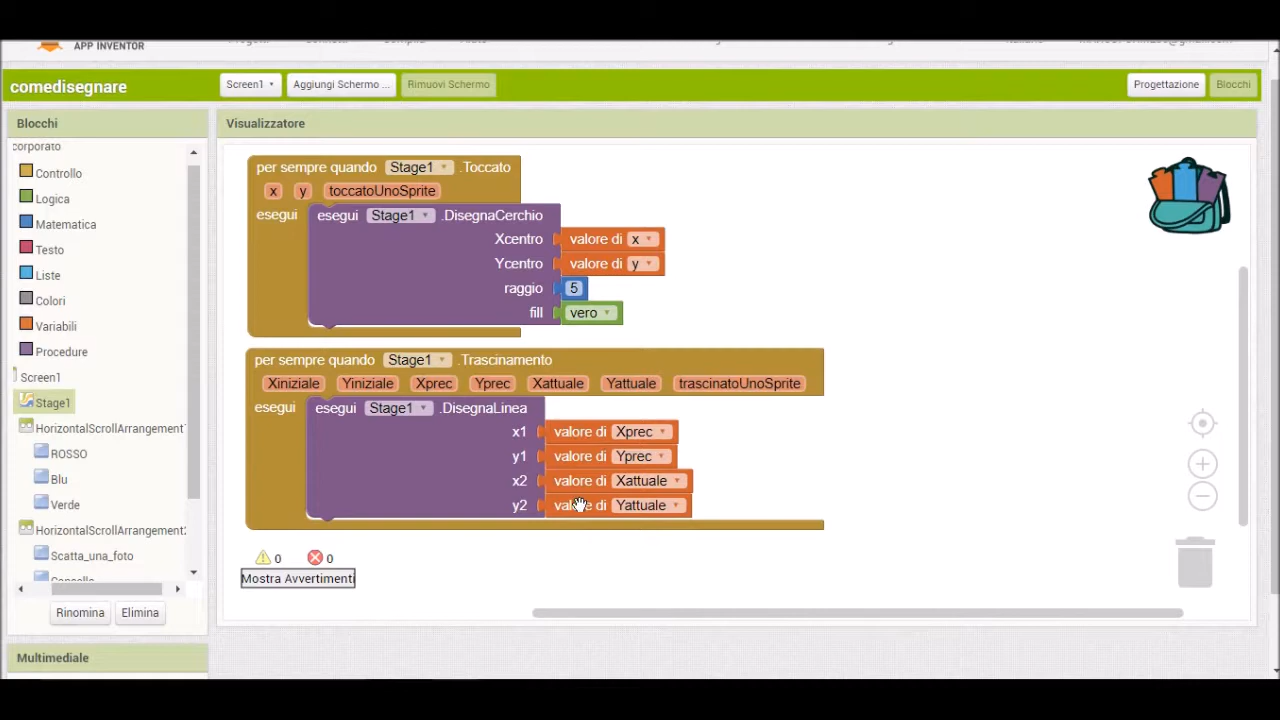 APP INVENTOR
comedisegnare
Screen1
Aggiungi Schermo ...
Rimuovi Schermo
Progettazione
Blocchi
Blocchi
corporato
Controllo
Logica
Matematica
Testo
Liste
Colori
Variabili
Procedure
Screen1
Stage1
HorizontalScrollArrangement1
ROSSO
Blu
Verde
HorizontalScrollArrangement2
Scatta_una_foto
Rinomina
Elimina
Multimediale
Visualizzatore
per sempre quando Stage1 .Toccato
x y toccatoUnoSprite
esegui esegui Stage1 .DisegnaCerchio
Xcentro valore di x
Ycentro valore di y
raggio 5
fill vero
per sempre quando Stage1 .Trascinamento
Xiniziale Yiniziale Xprec Yprec Xattuale Yattuale trascinatoUnoSprite
esegui esegui Stage1 .DisegnaLinea
x1 valore di Xprec
y1 valore di Yprec
x2 valore di Xattuale
y2 valore di Yattuale
0 0
Mostra Avvertimenti